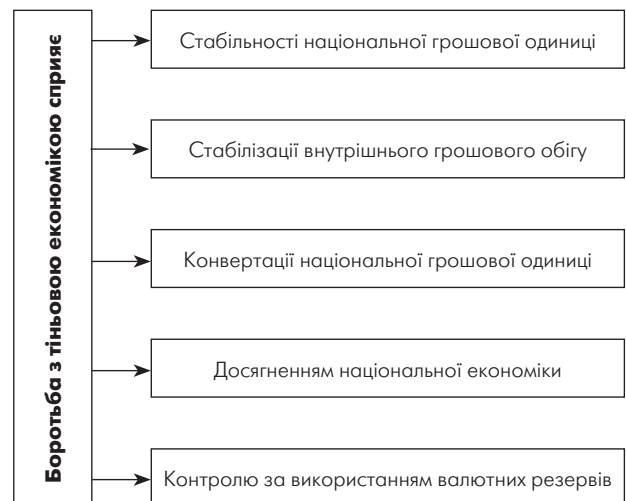 Боротьба з тіньовою економікою сприяє
Стабільності національної грошової одиниці
Стабілізації внутрішнього грошового обігу
Конвертації національної грошової одиниці
Досягненням національної економіки
Контролю за використанням валютних резервів